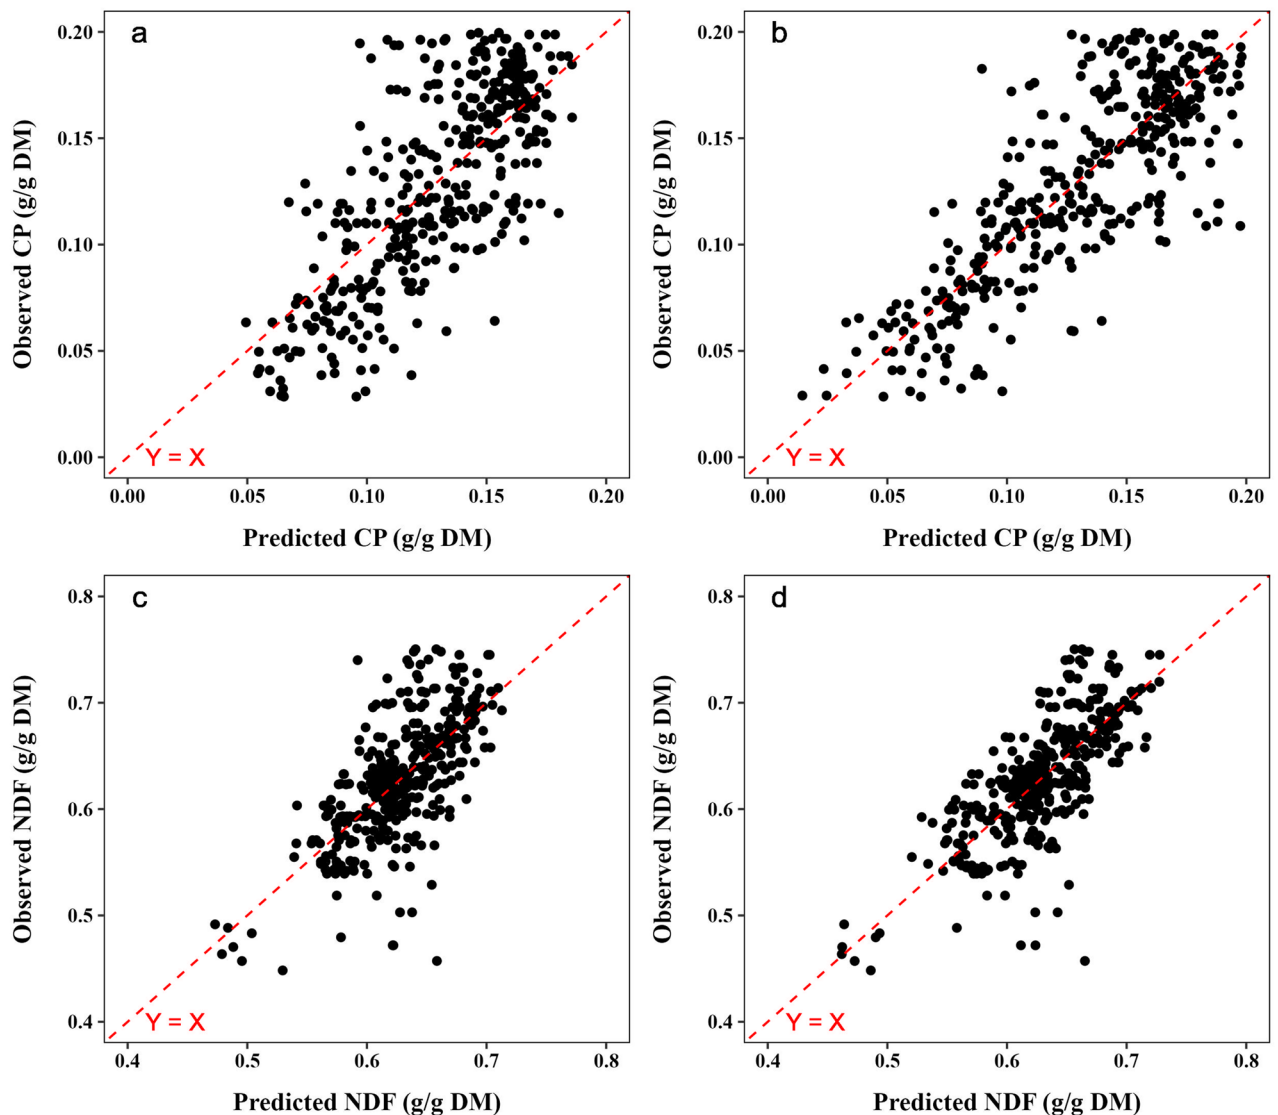 a
0.20
0.15
0.10
0.05
0.00
Observed CP (g/g DM)
Y = X
0.00 0.05 0.10 0.15 0.20
Predicted CP (g/g DM)
b
0.20
0.15
0.10
0.05
0.00
Observed CP (g/g DM)
Y = X
0.00 0.05 0.10 0.15 0.20
Predicted CP (g/g DM)
c
0.8
0.7
0.6
0.5
0.4
Observed NDF (g/g DM)
Y = X
0.4 0.5 0.6 0.7 0.8
Predicted NDF (g/g DM)
d
0.8
0.7
0.6
0.5
0.4
Observed NDF (g/g DM)
Y = X
0.4 0.5 0.6 0.7 0.8
Predicted NDF (g/g DM)